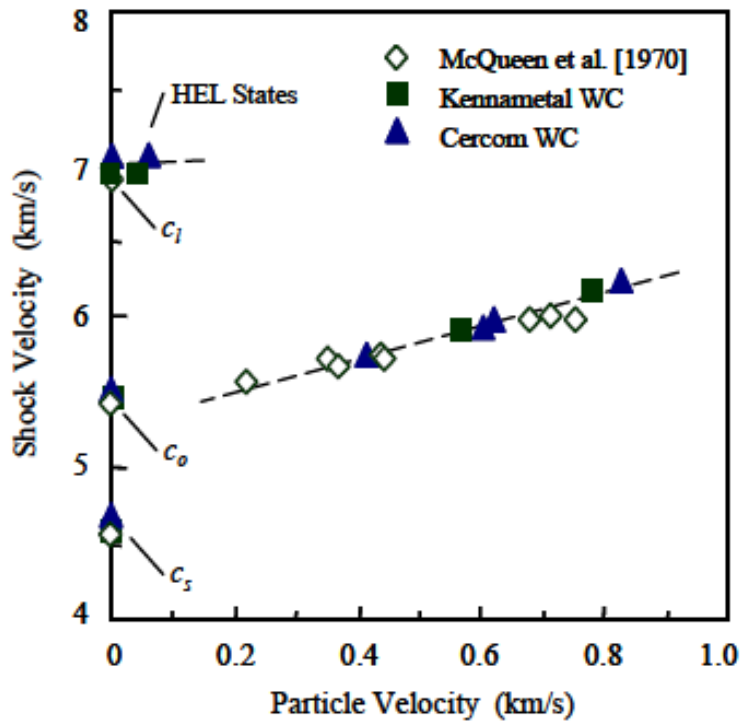 8
7
6
5
4
Shock Velocity (km/s)
McQueen et al. [1970]
Kennametal WC
Cercom WC
HEL States
c_l
c_o
c_s
0
0.2
0.4
0.6
0.8
1.0
Particle Velocity (km/s)